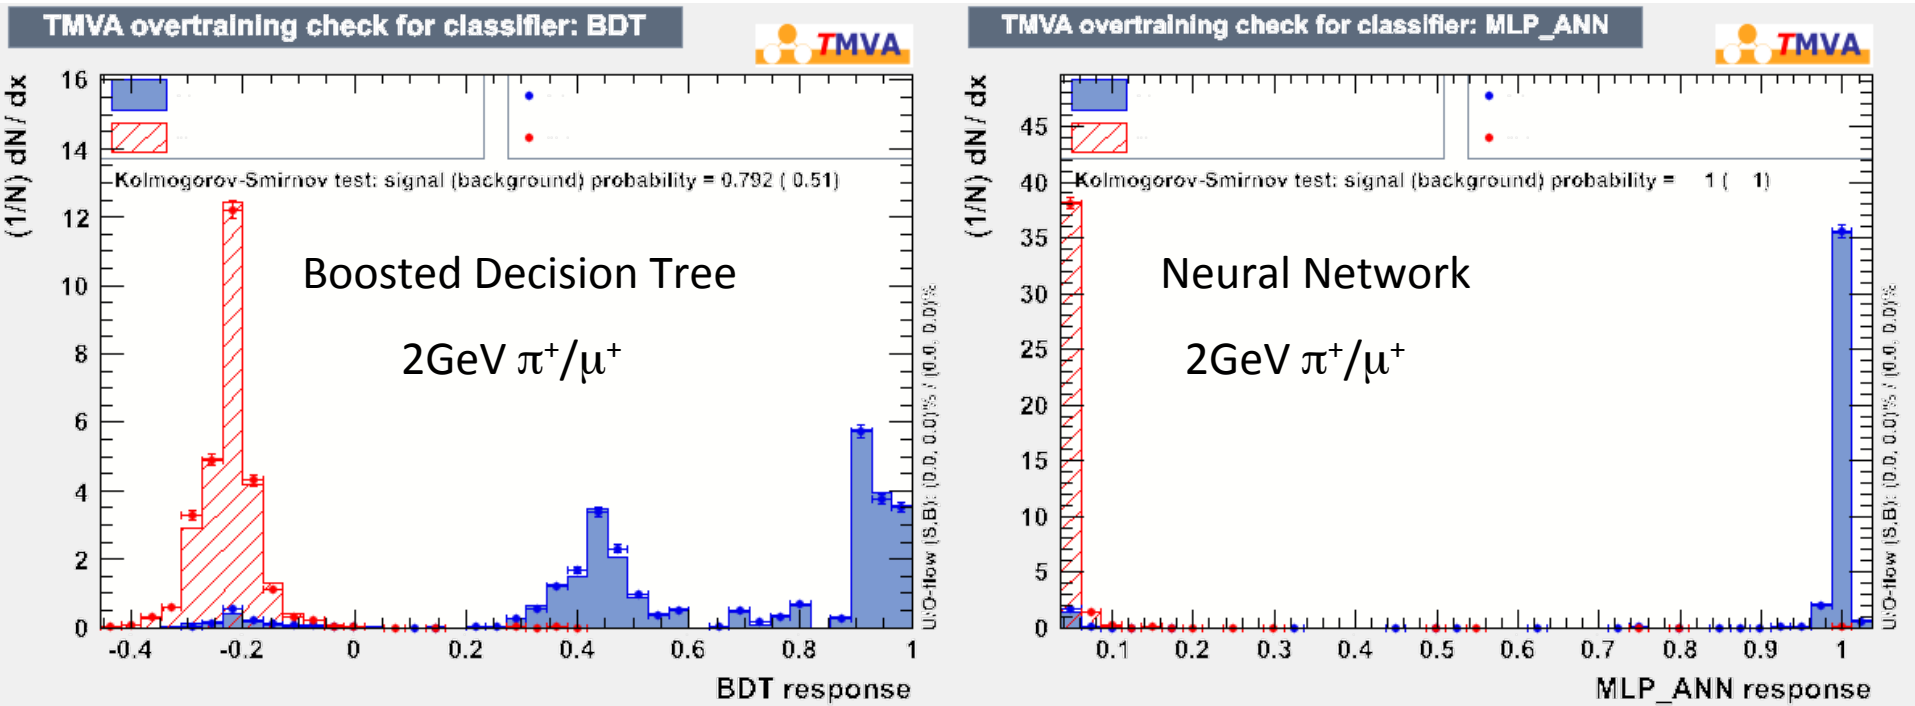 TMVA overtraining check for classifier: BDT
TMVA
(1/N) dN / dx
16
14
12
10
8
6
4
2
0
Kolmogorov-Smirnov test: signal (background) probability = 0.792 ( 0.51)
Boosted Decision Tree
2GeV π⁺/μ⁺
U/O-flow (S,B): (0.0, 0.0)% / (0.0, 0.0)%
-0.4 -0.2 0 0.2 0.4 0.6 0.8 1
BDT response
TMVA overtraining check for classifier: MLP_ANN
TMVA
(1/N) dN / dx
45
40
35
30
25
20
15
10
5
0
Kolmogorov-Smirnov test: signal (background) probability = 1 ( 1)
Neural Network
2GeV π⁺/μ⁺
U/O-flow (S,B): (0.0, 0.0)% / (0.0, 0.0)%
0.1 0.2 0.3 0.4 0.5 0.6 0.7 0.8 0.9 1
MLP_ANN response